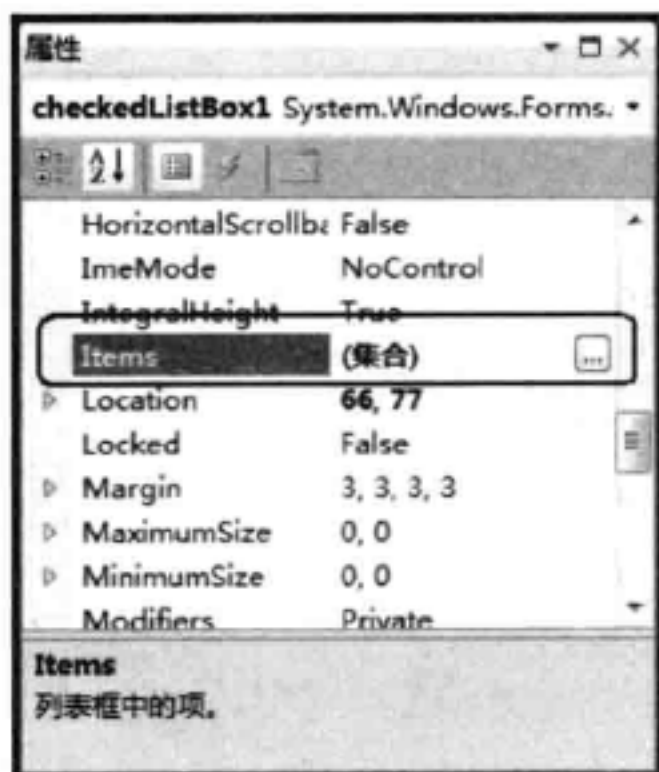 属性
checkedListBox1 System.Windows.Forms.
HorizontalScrollba False
ImeMode NoControl
IntegralHeight True
Items (集合) ...
Location 66, 77
Locked False
Margin 3, 3, 3, 3
MaximumSize 0, 0
MinimumSize 0, 0
Modifiers Private
Items
列表框中的项。